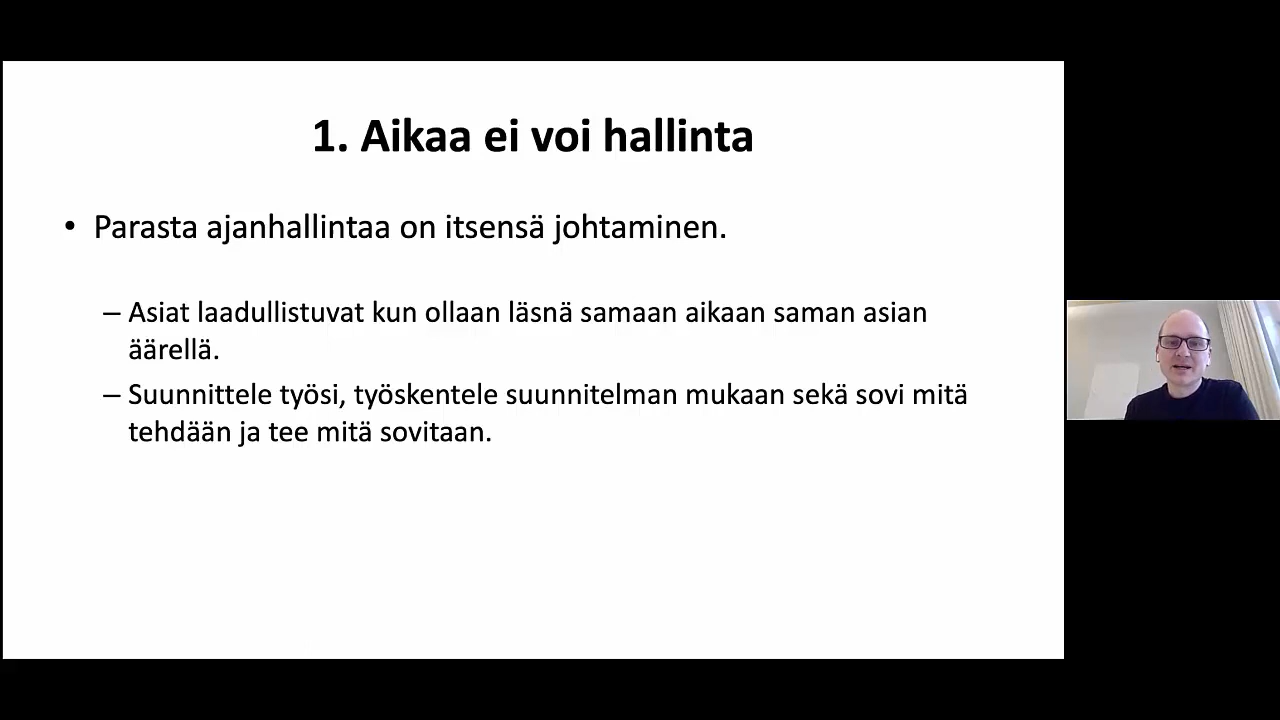 1. Aikaa ei voi hallinta
• Parasta ajanhallintaa on itsensä johtaminen.
– Asiat laadullistuvat kun ollaan läsnä samaan aikaan saman asian
äärellä.
– Suunnittele työsi, työskentele suunnitelman mukaan sekä sovi mitä
tehdään ja tee mitä sovitaan.